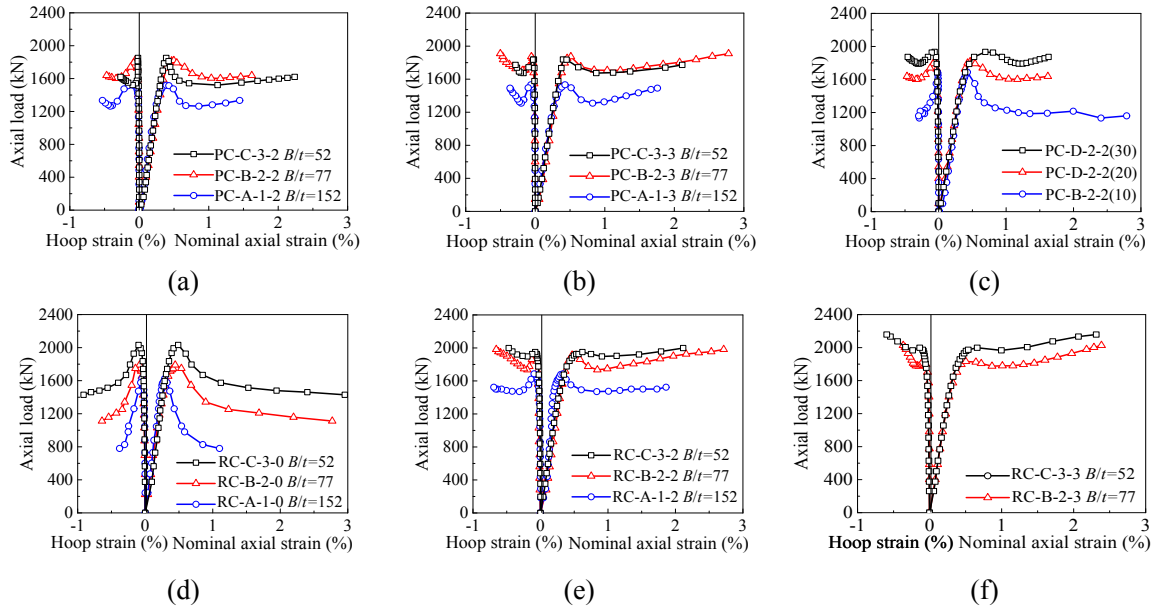 2400
2000
1600
1200
800
400
0
Axial load (kN)
PC-C-3-2 B/t=52
PC-B-2-2 B/t=77
PC-A-1-2 B/t=152
-1 0 1 2 3
Hoop strain (%) Nominal axial strain (%)
(a)
2400
2000
1600
1200
800
400
0
Axial load (kN)
PC-C-3-3 B/t=52
PC-B-2-3 B/t=77
PC-A-1-3 B/t=152
-1 0 1 2 3
Hoop strain (%) Nominal axial strain (%)
(b)
2400
2000
1600
1200
800
400
0
Axial load (kN)
PC-D-2-2(30)
PC-D-2-2(20)
PC-B-2-2(10)
-1 0 1 2 3
Hoop strain (%) Nominal axial strain (%)
(c)
2400
2000
1600
1200
800
400
0
Axial load (kN)
RC-C-3-0 B/t=52
RC-B-2-0 B/t=77
RC-A-1-0 B/t=152
-1 0 1 2 3
Hoop strain (%) Nominal axial strain (%)
(d)
2400
2000
1600
1200
800
400
0
Axial load (kN)
RC-C-3-2 B/t=52
RC-B-2-2 B/t=77
RC-A-1-2 B/t=152
-1 0 1 2 3
Hoop strain (%) Nominal axial strain (%)
(e)
2400
2000
1600
1200
800
400
0
Axial load (kN)
RC-C-3-3 B/t=52
RC-B-2-3 B/t=77
-1 0 1 2 3
Hoop strain (%) Nominal axial strain (%)
(f)